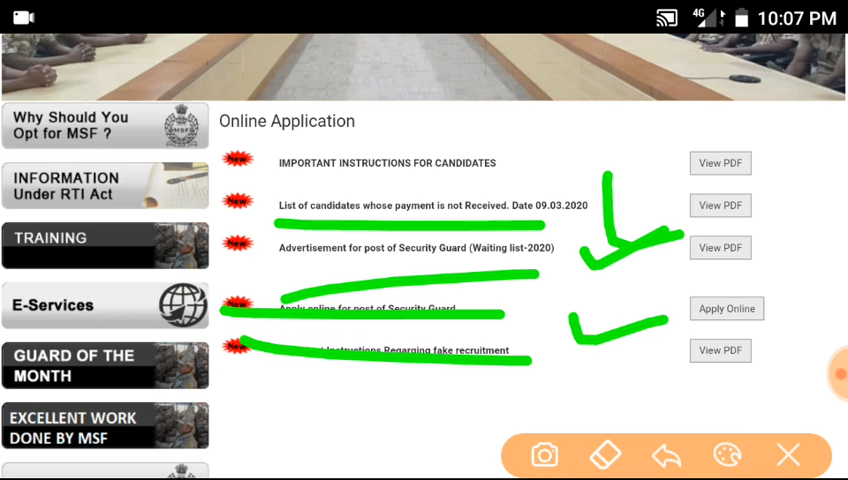 4G
10:07 PM
Why Should You
Opt for MSF ?
MSF
INFORMATION
Under RTI Act
TRAINING
E-Services
GUARD OF THE
MONTH
EXCELLENT WORK
DONE BY MSF
Online Application
New
IMPORTANT INSTRUCTIONS FOR CANDIDATES
View PDF
New
List of candidates whose payment is not Received. Date 09.03.2020
View PDF
New
Advertisement for post of Security Guard (Waiting list-2020)
View PDF
New
Apply online for post of Security Guard
Apply Online
New
Instructions Regarging fake recruitment
View PDF